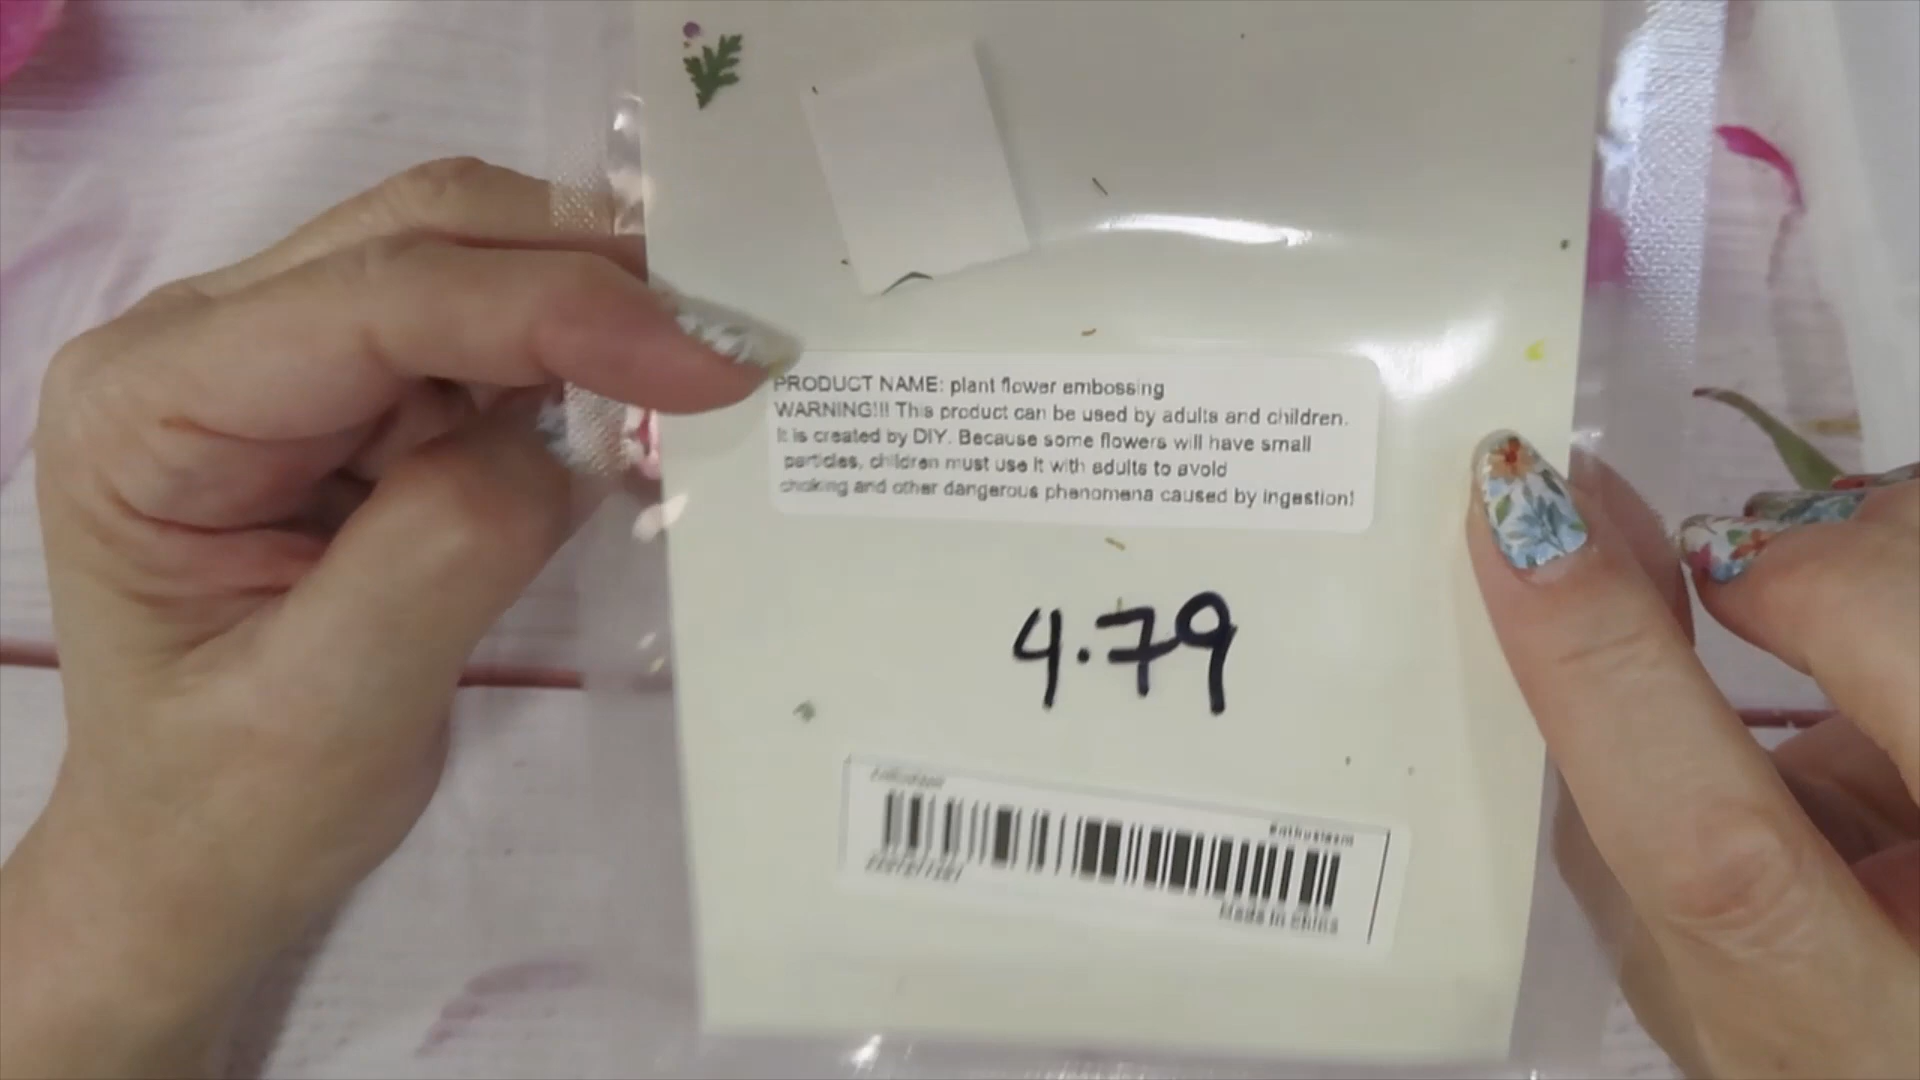 PRODUCT NAME: plant flower embossing
WARNING!!! This product can be used by adults and children.
It is created by DIY. Because some flowers will have small
particles, children must use it with adults to avoid
choking and other dangerous phenomena caused by ingestion!
4.79
Enthusiasm
Made in China